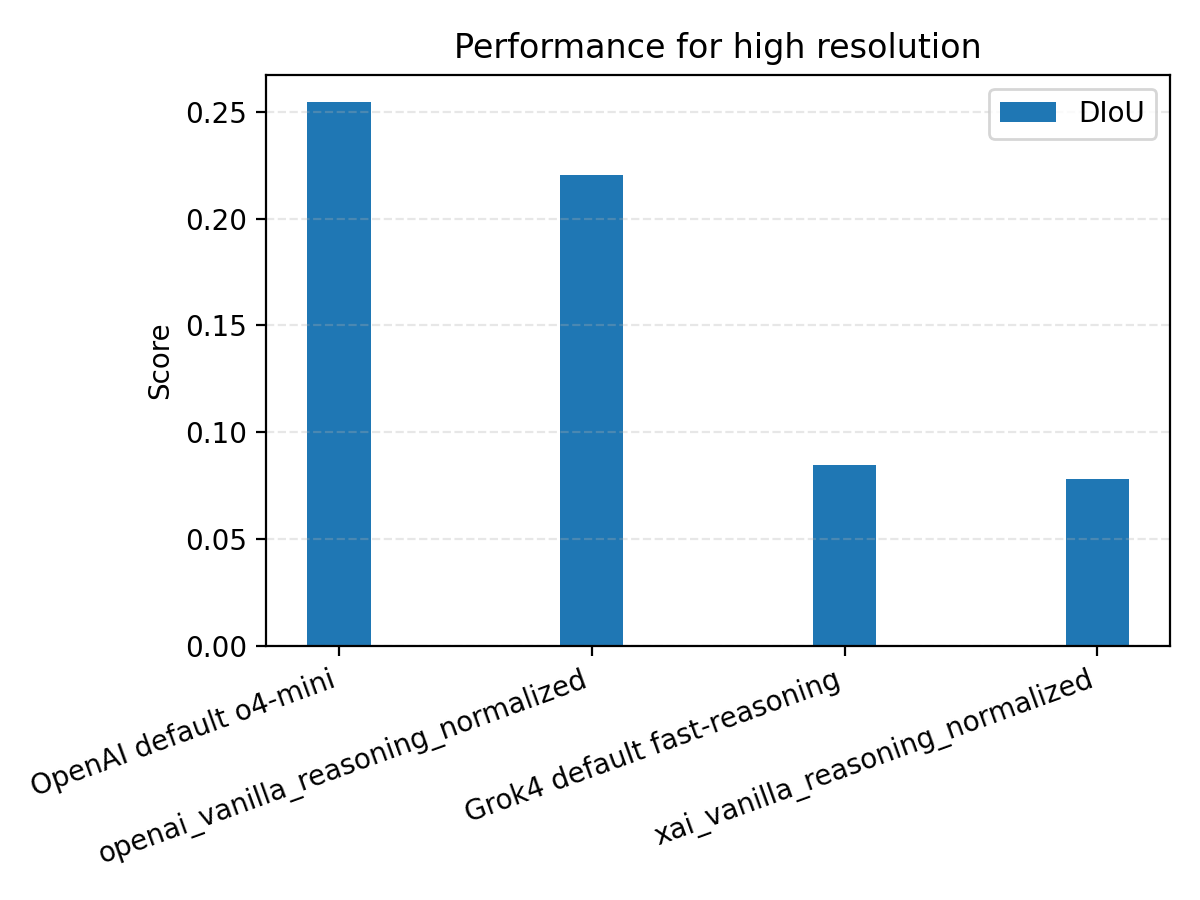 Performance for high resolution
DIoU
Score
0.25
0.20
0.15
0.10
0.05
0.00
OpenAI default o4-mini
openai_vanilla_reasoning_normalized
Grok4 default fast-reasoning
xai_vanilla_reasoning_normalized